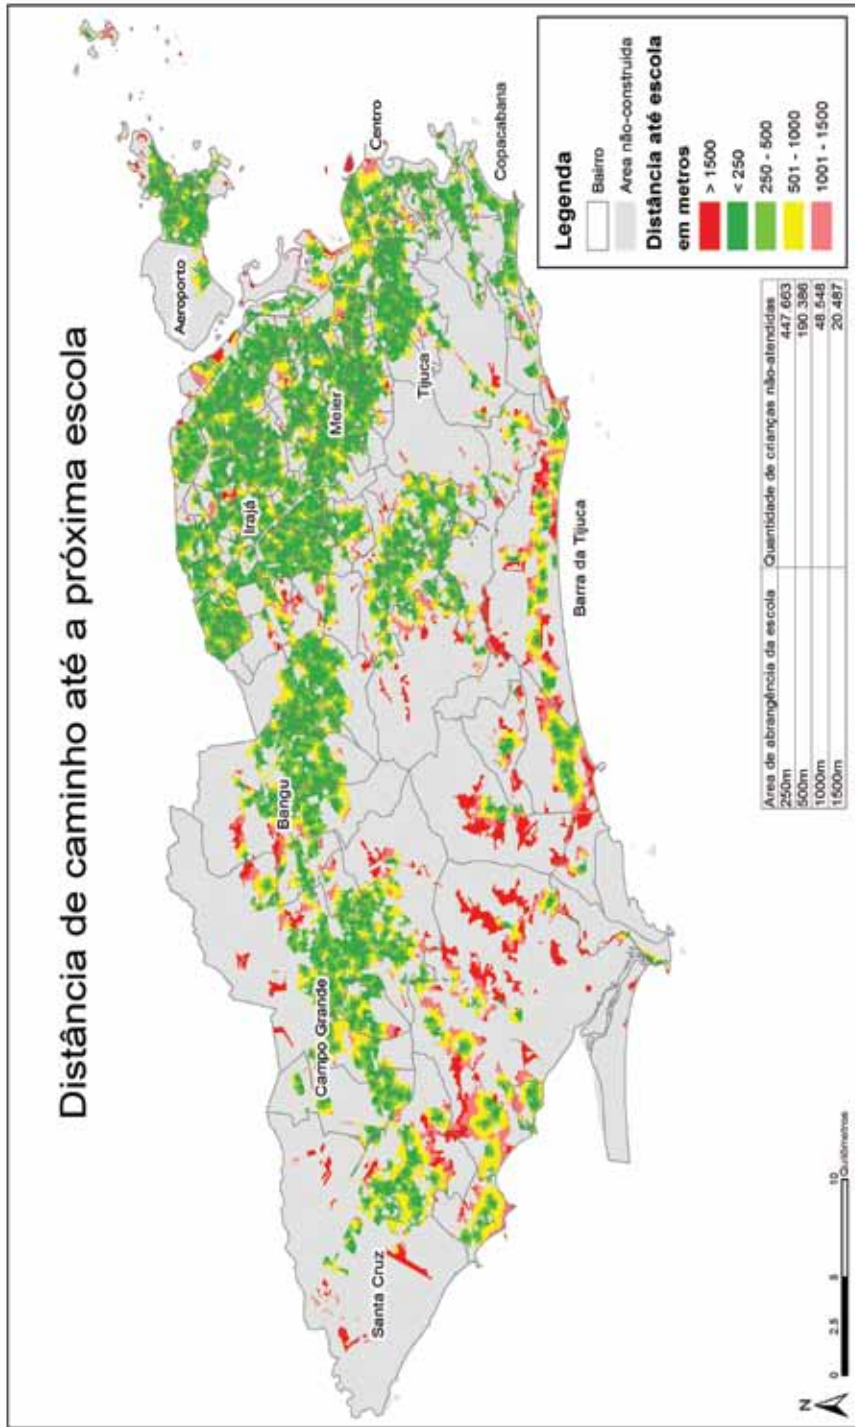 Distância de caminho até a próxima escola
Aeroporto
Centro
Copacabana
Irajá
Meier
Tijuca
Bangu
Barra da Tijuca
Campo Grande
Santa Cruz
Legenda
Bairro
Area não-construida
Distância até escola
em metros
> 1500
< 250
250 - 500
501 - 1000
1001 - 1500
Area de abrangência da escola Quantidade de crianças não-atendidas
250m 447.663
500m 190.386
1000m 48.548
1500m 20.487
N
0 2.5 5 10
Quilômetros